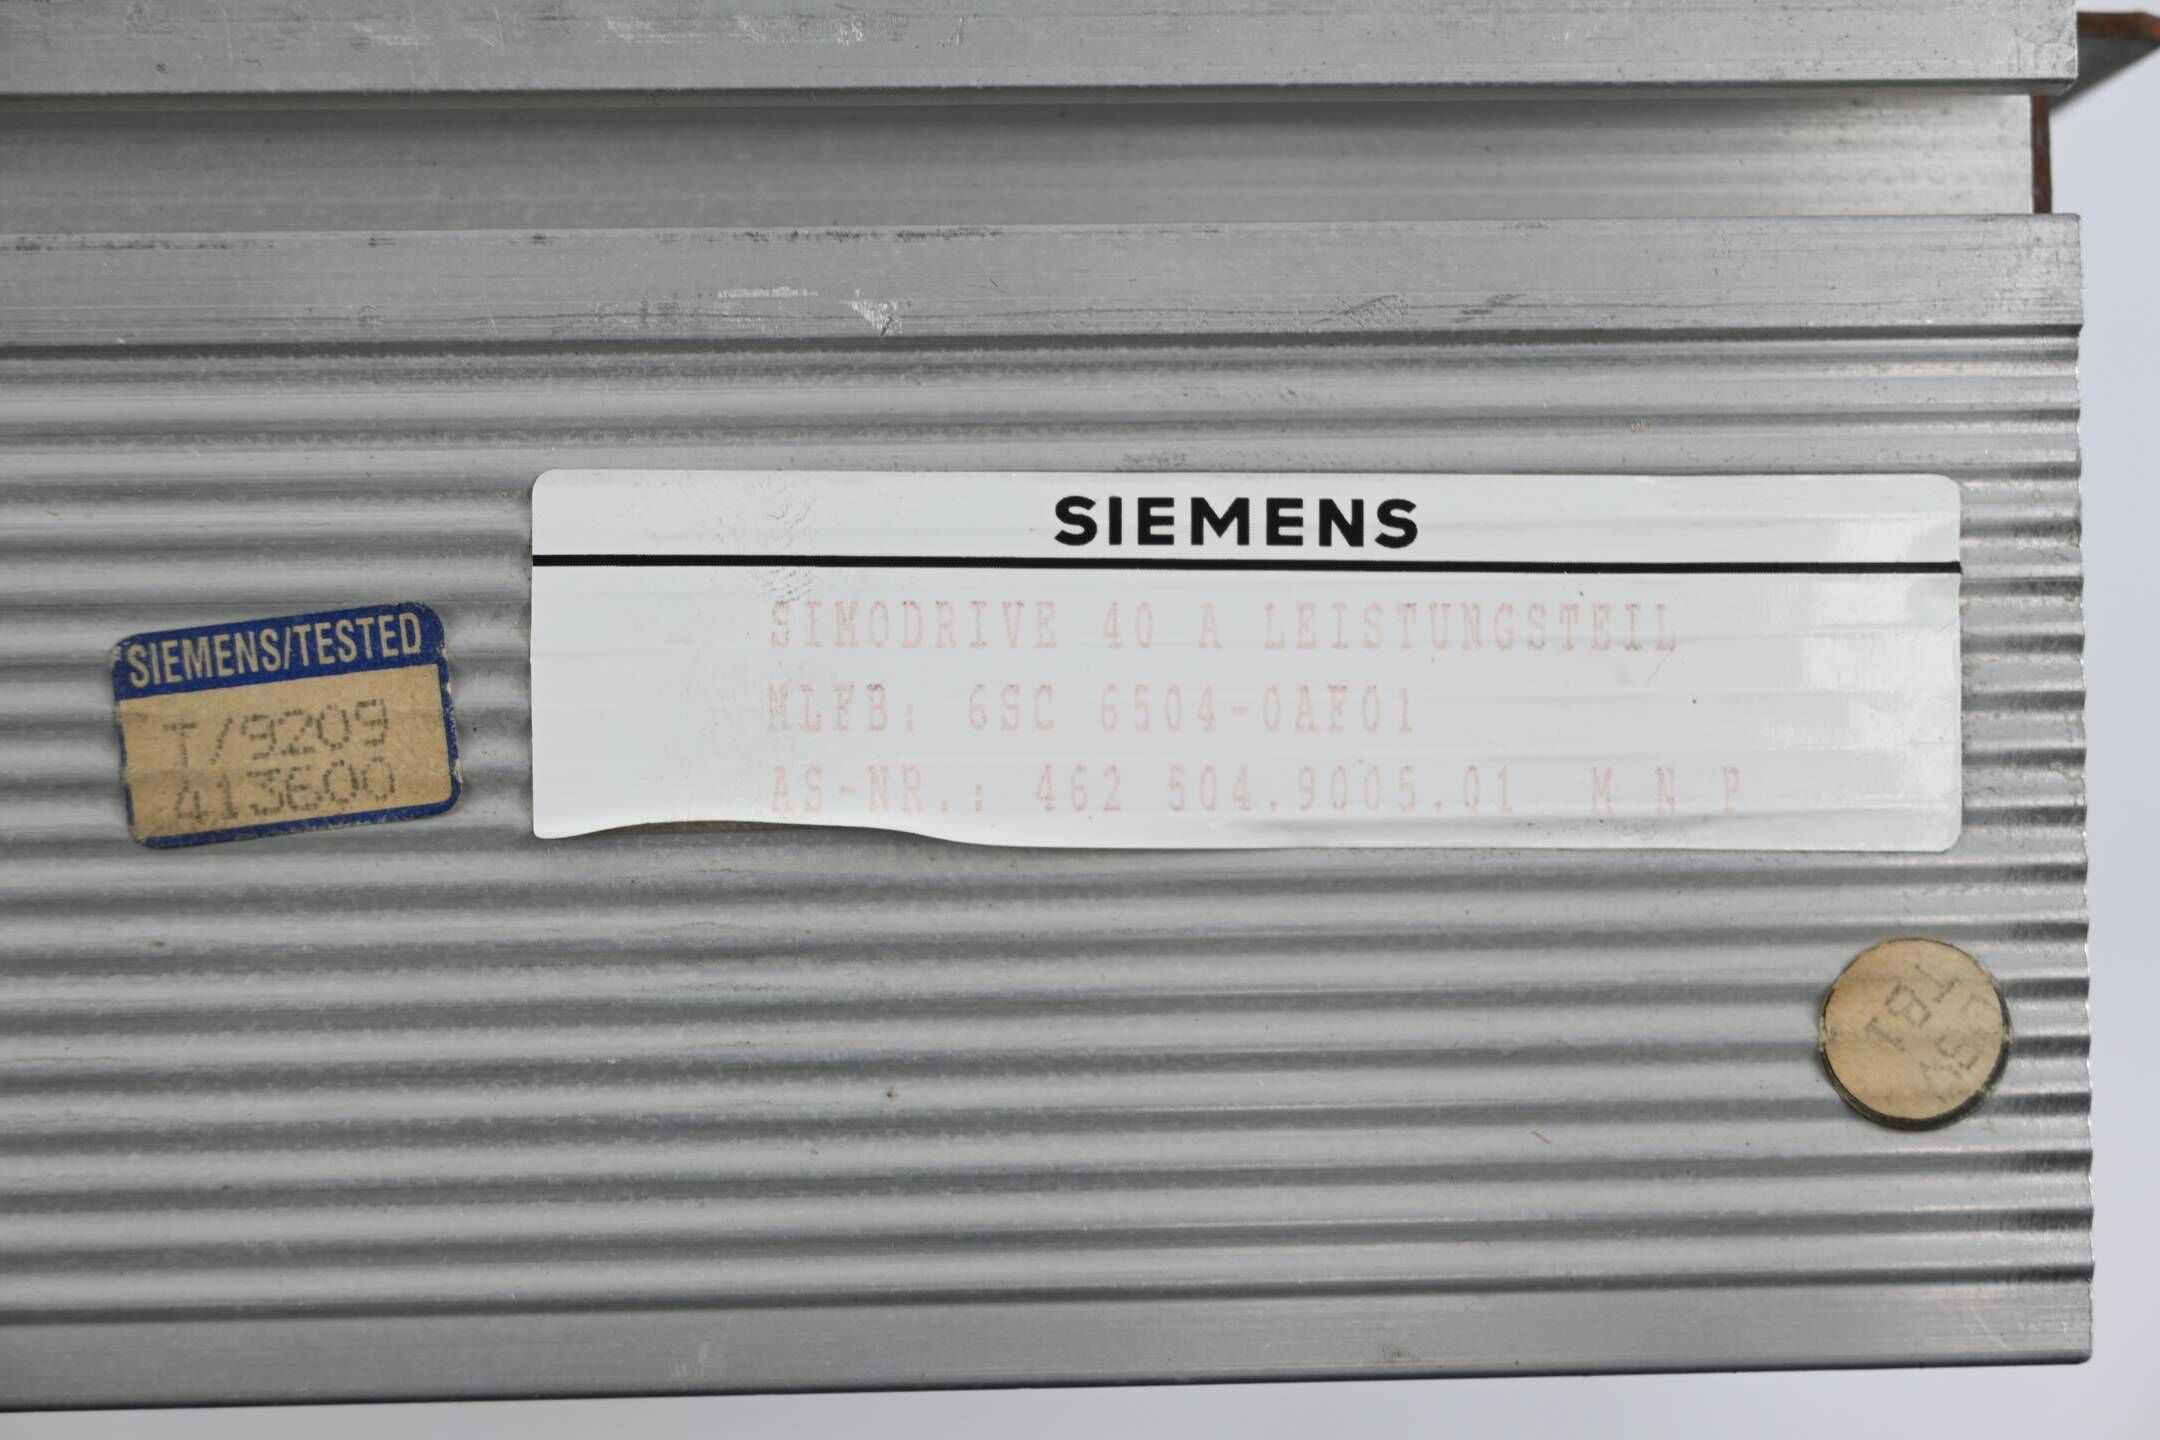 SIEMENS
SIMODRIVE 40 A LEISTUNGSTEIL
MLFB: 6SC 6504-0AF01
AS-NR.: 462 504.9005.01 M N P
SIEMENS/TESTED
T/9209
413600